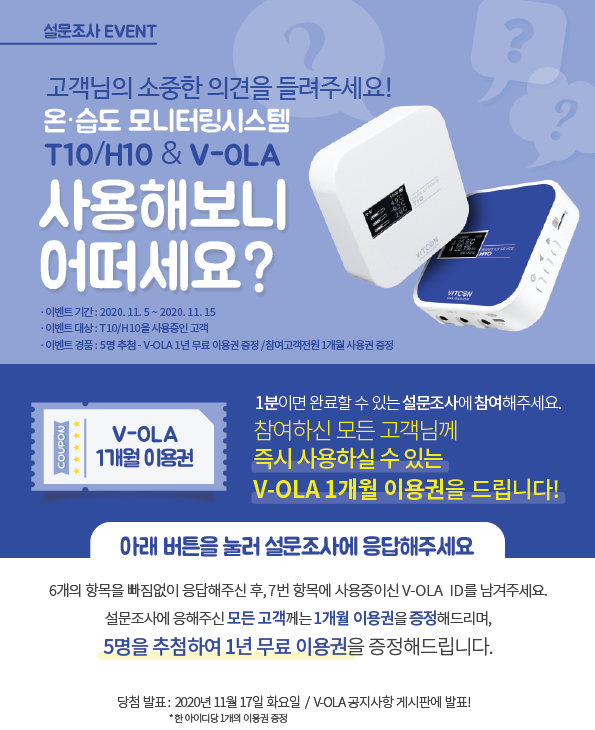 설문조사 EVENT
고객님의 소중한 의견을 들려주세요!
온·습도 모니터링시스템
T10/H10 & V-OLA
사용해보니
어떠세요?
VITCON
H10
VITCON
· 이벤트 기간 : 2020. 11. 5 ~ 2020. 11. 15
· 이벤트 대상 : T10/H10을 사용중인 고객
· 이벤트 경품 : 5명 추첨 - V-OLA 1년 무료 이용권 증정 /참여고객전원 1개월 사용권 증정
COUPON
V-OLA
1개월 이용권
1분이면 완료할 수 있는 설문조사에 참여해주세요.
참여하신 모든 고객님께
즉시 사용하실 수 있는
V-OLA 1개월 이용권을 드립니다!
아래 버튼을 눌러 설문조사에 응답해주세요
6개의 항목을 빠짐없이 응답해주신 후, 7번 항목에 사용중이신 V-OLA ID를 남겨주세요.
설문조사에 응해주신 모든 고객께는 1개월 이용권을 증정해드리며,
5명을 추첨하여 1년 무료 이용권을 증정해드립니다.
당첨 발표 : 2020년 11월 17일 화요일 / V-OLA 공지사항 게시판에 발표!
* 한 아이디당 1개의 이용권 증정